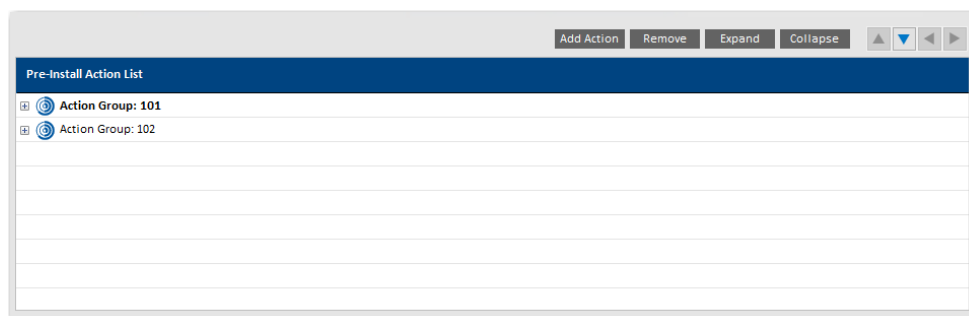 Add Action Remove Expand Collapse
Pre-Install Action List
Action Group: 101
Action Group: 102